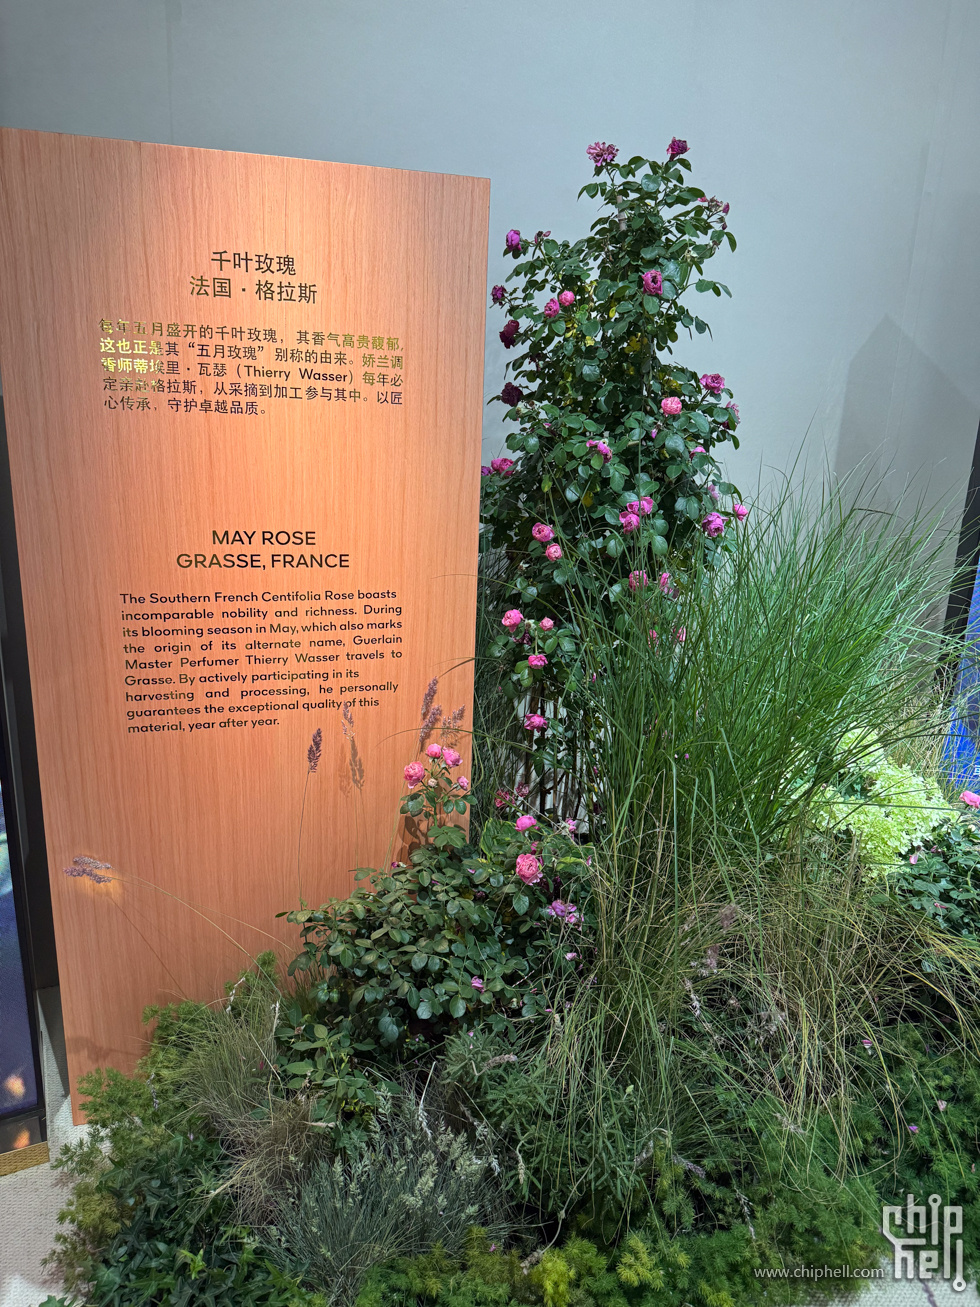 千叶玫瑰
法国·格拉斯
每年五月盛开的千叶玫瑰，其香气高贵馥郁，
这也正是其“五月玫瑰”别称的由来。娇兰调
香师蒂埃里·瓦瑟（Thierry Wasser）每年必
定亲赴格拉斯，从采摘到加工参与其中。以匠
心传承，守护卓越品质。
MAY ROSE
GRASSE, FRANCE
The Southern French Centifolia Rose boasts
incomparable nobility and richness. During
its blooming season in May, which also marks
the origin of its alternate name, Guerlain
Master Perfumer Thierry Wasser travels to
Grasse. By actively participating in its
harvesting and processing, he personally
guarantees the exceptional quality of this
material, year after year.
www.chiphell.com
chip
hell